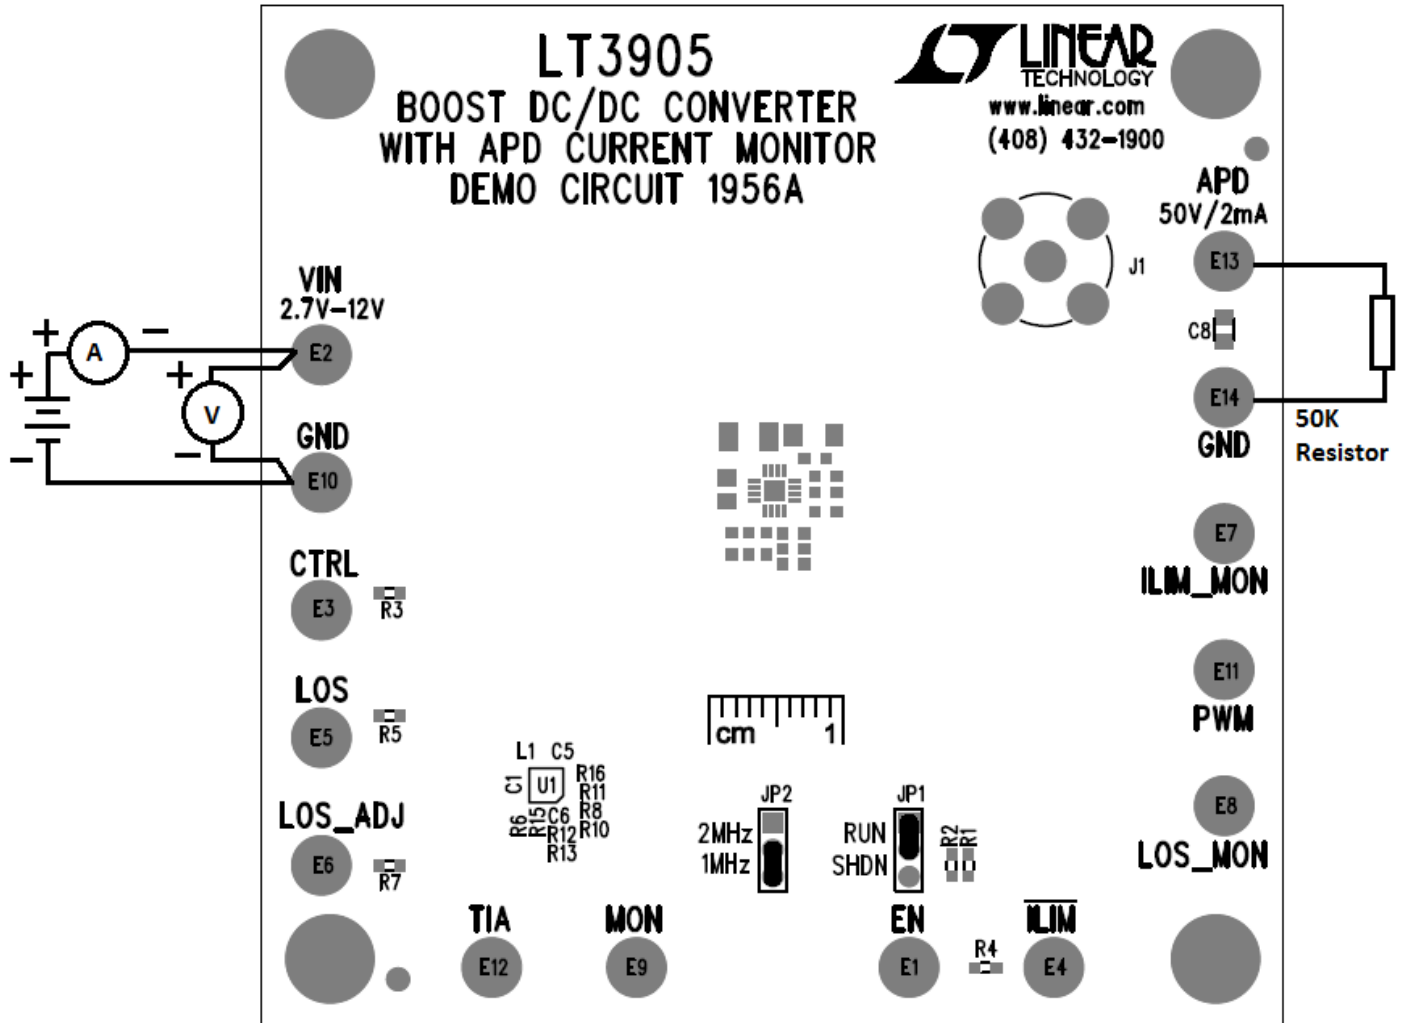 LT3905
BOOST DC/DC CONVERTER
WITH APD CURRENT MONITOR
DEMO CIRCUIT 1956A
LINEAR
TECHNOLOGY
www.linear.com
(408) 432-1900
APD
50V/2mA
E13
J1
C8
E14
GND
50K
Resistor
VIN
2.7V-12V
E2
+
A
-
+
+
V
-
-
GND
E10
CTRL
E3
R3
LOS
E5
R5
LOS_ADJ
E6
R7
E7
ILIM_MON
E11
PWM
E8
LOS_MON
cm 1
L1 C5
C1
U1
R16
R11
R8
R10
R6
R15
C6
R12
R13
JP2
2MHz
1MHz
JP1
RUN
SHDN
R2
R1
TIA
E12
MON
E9
EN
E1
R4
ILIM
E4